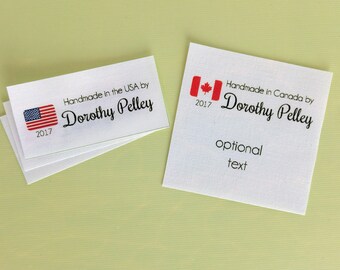 Handmade in the USA by
Dorothy Pelley
2017
Handmade in Canada by
Dorothy Pelley
2017
optional
text